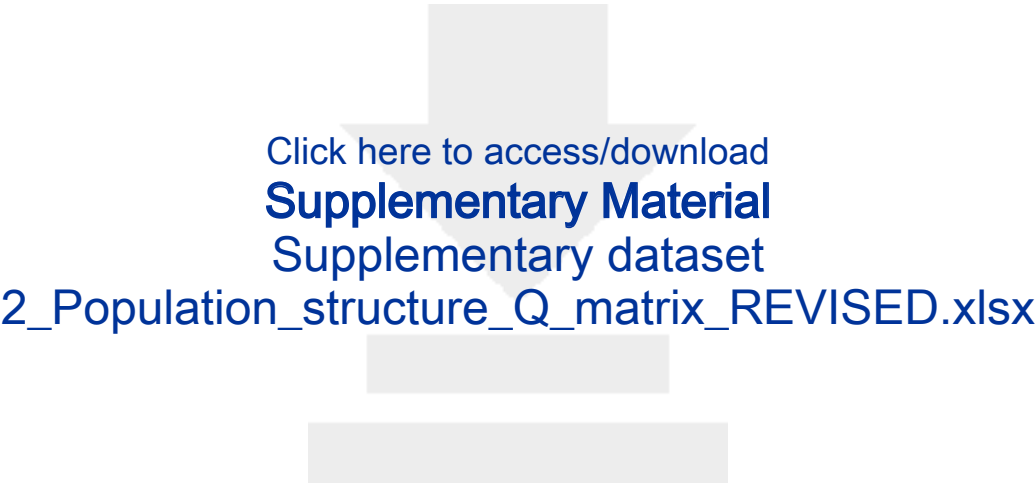 Click here to access/download
Supplementary Material
Supplementary dataset
2_Population_structure_Q_matrix_REVISED.xlsx